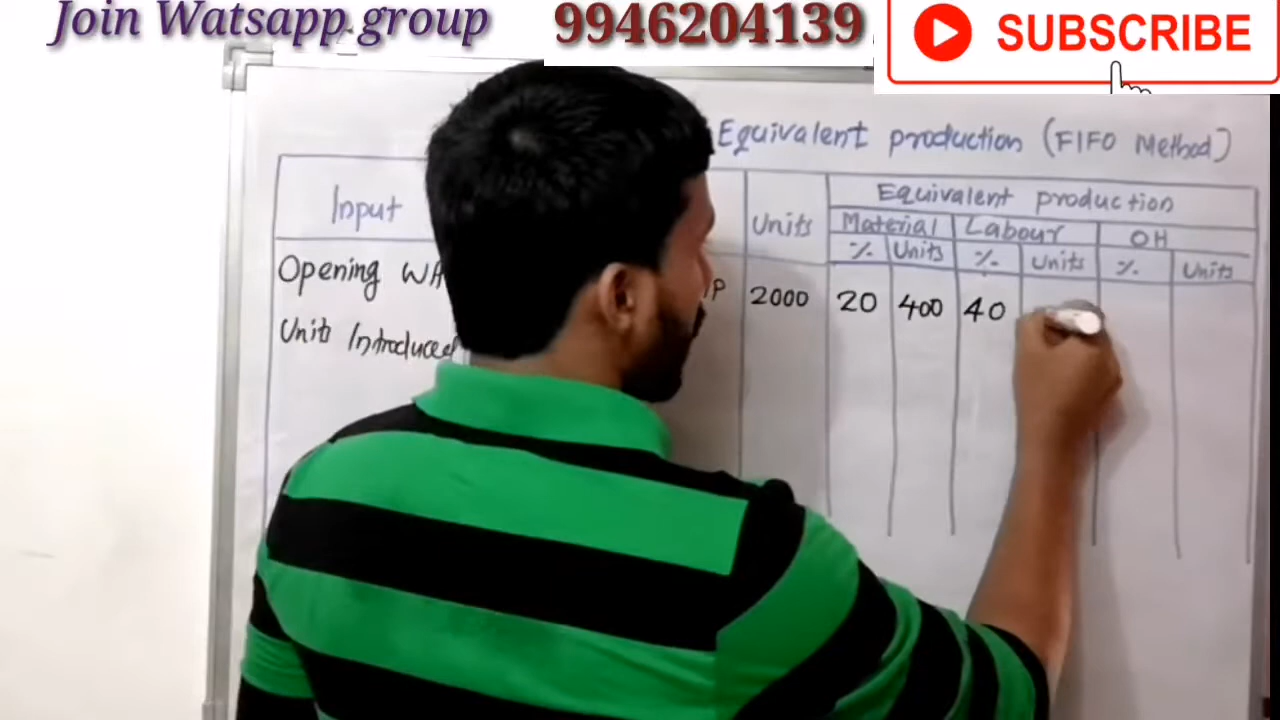 Join Watsapp group
9946204139
SUBSCRIBE
Equivalent production (FIFO Method)
Input Units Equivalent production
Material Labour OH
% Units % Units % Units
Opening 2000 20 400 40
Unit Introduced